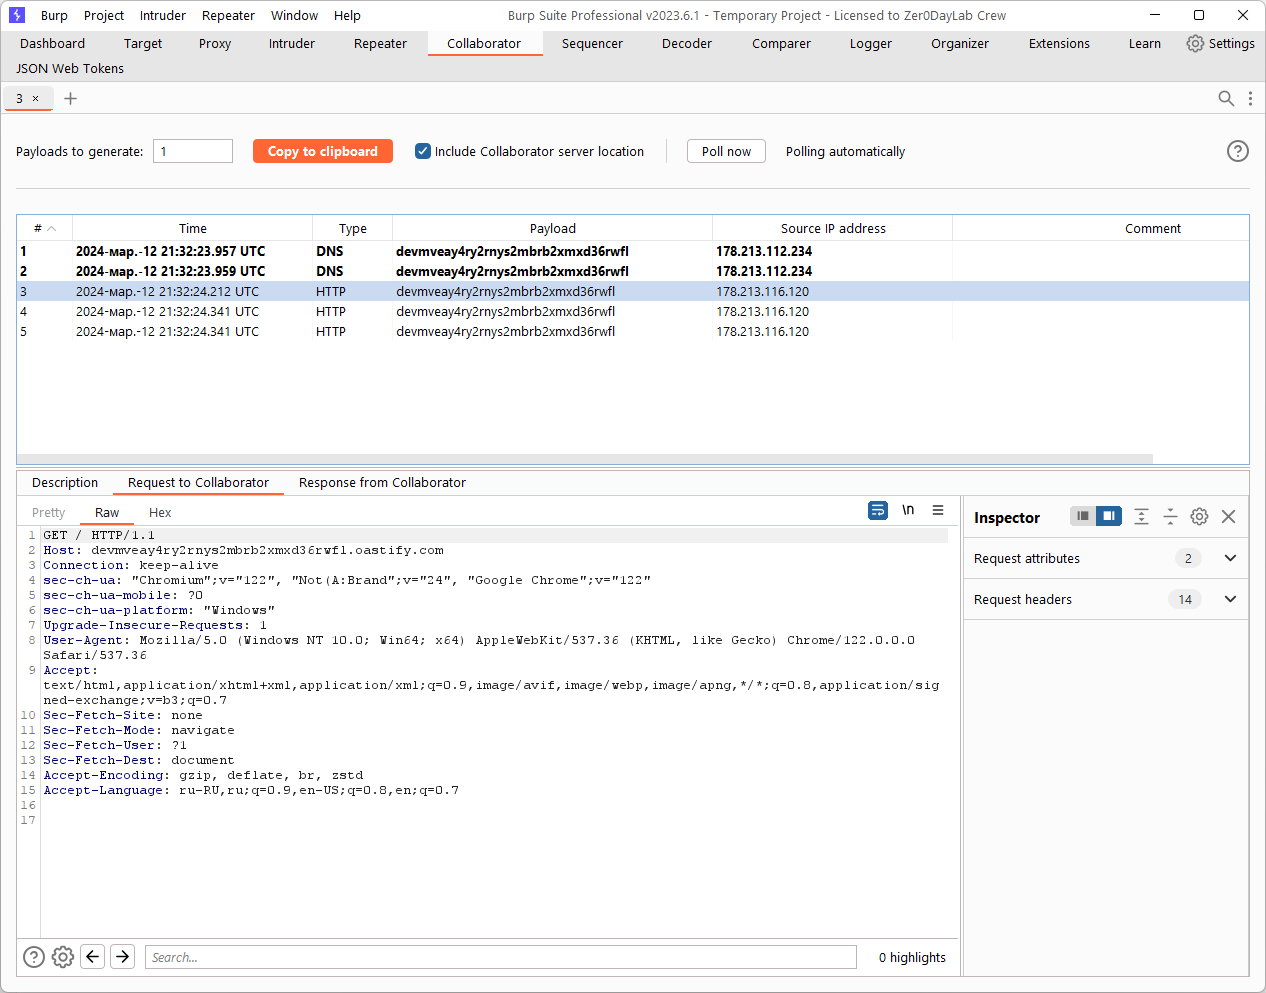 Burp Project Intruder Repeater Window Help Burp Suite Professional v2023.6.1 - Temporary Project - Licensed to Zer0DayLab Crew
Dashboard Target Proxy Intruder Repeater Collaborator Sequencer Decoder Comparer Logger Organizer Extensions Learn Settings
JSON Web Tokens
3 ×
Payloads to generate: 1 Copy to clipboard Include Collaborator server location Poll now Polling automatically
# Time Type Payload Source IP address Comment
1 2024-мар.-12 21:32:23.957 UTC DNS devmveay4ry2rnys2mbrb2xmxd36rwfl 178.213.112.234
2 2024-мар.-12 21:32:23.959 UTC DNS devmveay4ry2rnys2mbrb2xmxd36rwfl 178.213.112.234
3 2024-мар.-12 21:32:24.212 UTC HTTP devmveay4ry2rnys2mbrb2xmxd36rwfl 178.213.116.120
4 2024-мар.-12 21:32:24.341 UTC HTTP devmveay4ry2rnys2mbrb2xmxd36rwfl 178.213.116.120
5 2024-мар.-12 21:32:24.341 UTC HTTP devmveay4ry2rnys2mbrb2xmxd36rwfl 178.213.116.120
Description Request to Collaborator Response from Collaborator
Pretty Raw Hex \n
1 GET / HTTP/1.1
2 Host: devmveay4ry2rnys2mbrb2xmxd36rwfl.oastify.com
3 Connection: keep-alive
4 sec-ch-ua: "Chromium";v="122", "Not(A:Brand";v="24", "Google Chrome";v="122"
5 sec-ch-ua-mobile: ?0
6 sec-ch-ua-platform: "Windows"
7 Upgrade-Insecure-Requests: 1
8 User-Agent: Mozilla/5.0 (Windows NT 10.0; Win64; x64) AppleWebKit/537.36 (KHTML, like Gecko) Chrome/122.0.0.0
Safari/537.36
9 Accept:
text/html,application/xhtml+xml,application/xml;q=0.9,image/avif,image/webp,image/apng,*/*;q=0.8,application/sig
ned-exchange;v=b3;q=0.7
10 Sec-Fetch-Site: none
11 Sec-Fetch-Mode: navigate
12 Sec-Fetch-User: ?1
13 Sec-Fetch-Dest: document
14 Accept-Encoding: gzip, deflate, br, zstd
15 Accept-Language: ru-RU,ru;q=0.9,en-US;q=0.8,en;q=0.7
16
17
Inspector
Request attributes 2
Request headers 14
Search... 0 highlights